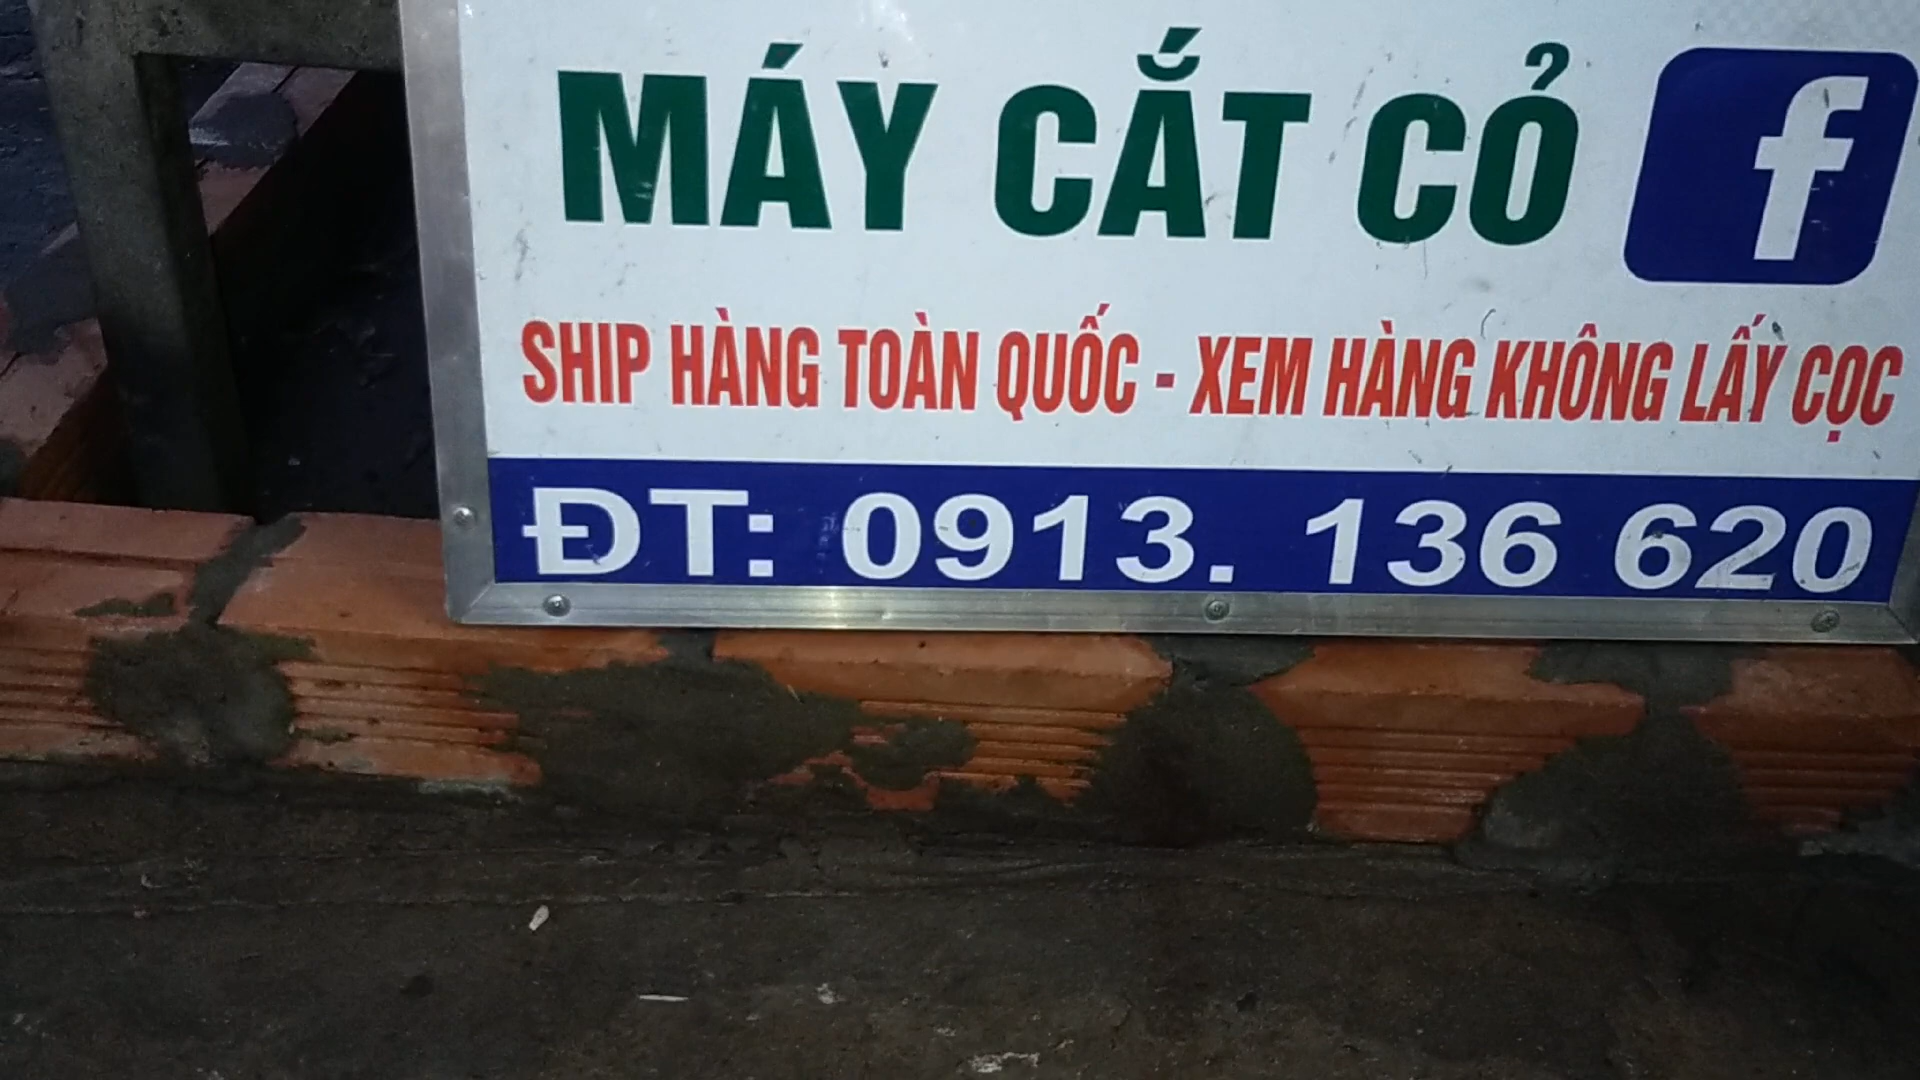 MÁY CẮT CỎ f
SHIP HÀNG TOÀN QUỐC - XEM HÀNG KHÔNG LẤY CỌC
ĐT: 0913. 136 620